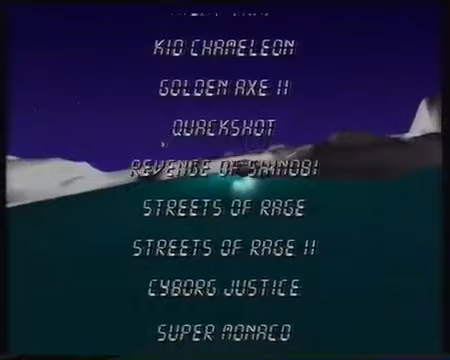 KID CHAMELEON
GOLDEN AXE II
QUACKSHOT
REVENGE OF SHINOBI
STREETS OF RAGE
STREETS OF RAGE II
CYBORG JUSTICE
SUPER MONACO